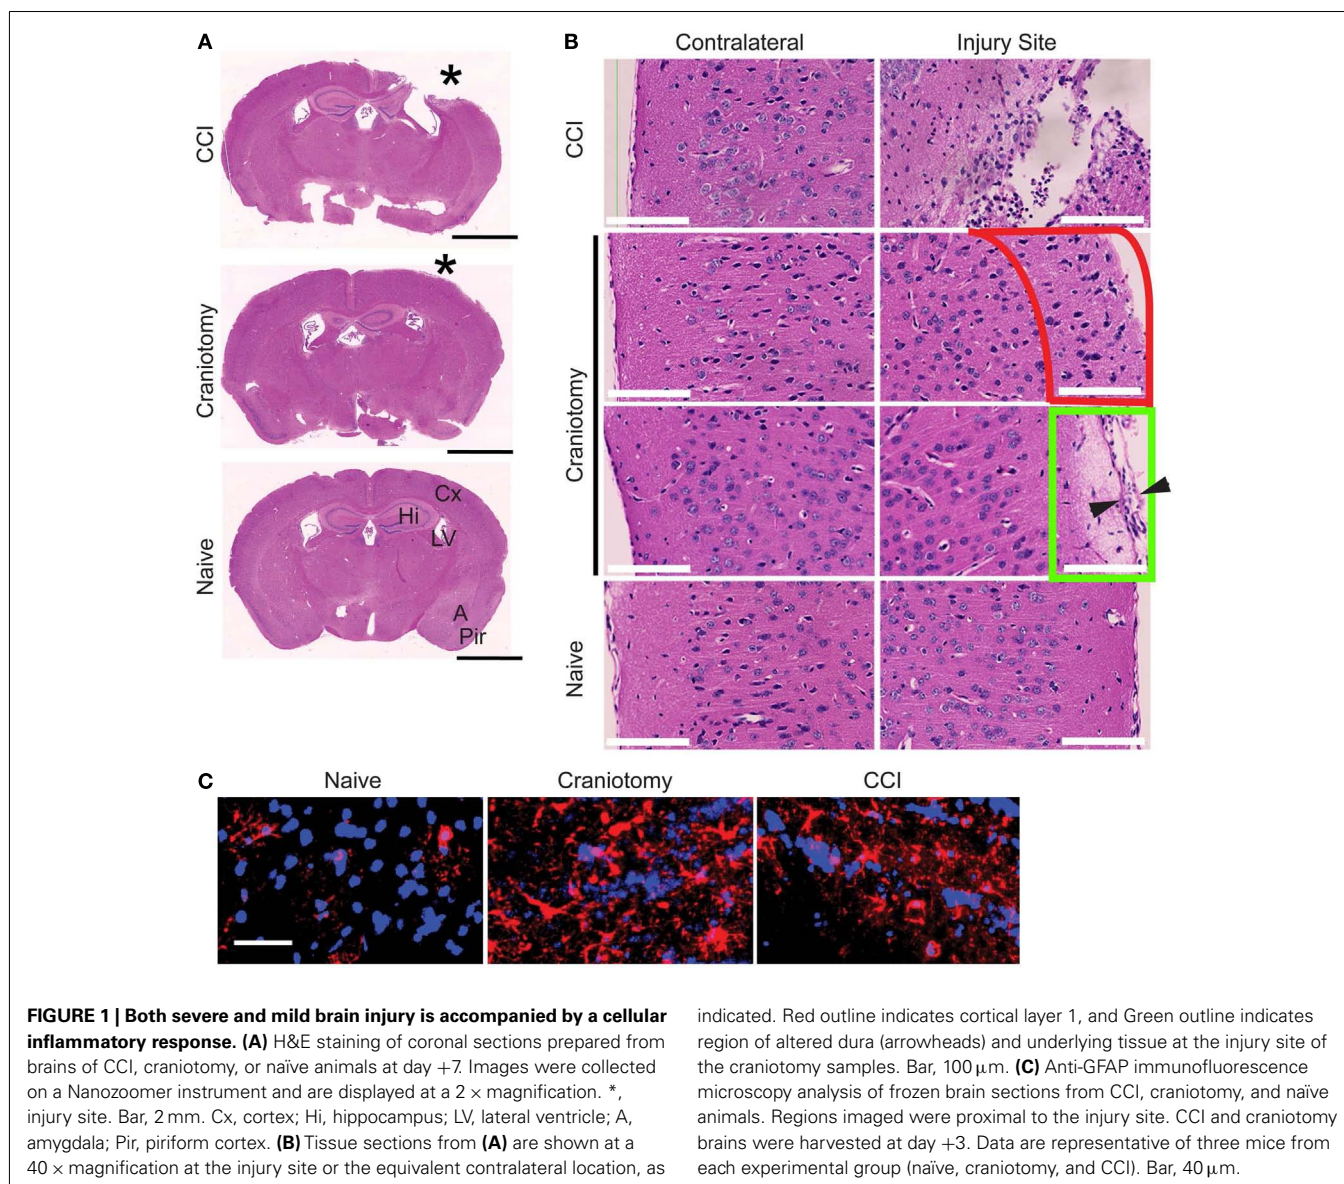 A
B
Contralateral
Injury Site
CCI
*
Craniotomy
*
Naive
Cx
Hi
LV
A
Pir
CCI
Craniotomy
Naive
C
Naive
Craniotomy
CCI
FIGURE 1 | Both severe and mild brain injury is accompanied by a cellular
inflammatory response. (A) H&E staining of coronal sections prepared from
brains of CCI, craniotomy, or naïve animals at day +7. Images were collected
on a Nanozoomer instrument and are displayed at a 2 × magnification. *,
injury site. Bar, 2 mm. Cx, cortex; Hi, hippocampus; LV, lateral ventricle; A,
amygdala; Pir, piriform cortex. (B) Tissue sections from (A) are shown at a
40 × magnification at the injury site or the equivalent contralateral location, as
indicated. Red outline indicates cortical layer 1, and Green outline indicates
region of altered dura (arrowheads) and underlying tissue at the injury site of
the craniotomy samples. Bar, 100 μm. (C) Anti-GFAP immunofluorescence
microscopy analysis of frozen brain sections from CCI, craniotomy, and naïve
animals. Regions imaged were proximal to the injury site. CCI and craniotomy
brains were harvested at day +3. Data are representative of three mice from
each experimental group (naïve, craniotomy, and CCI). Bar, 40 μm.